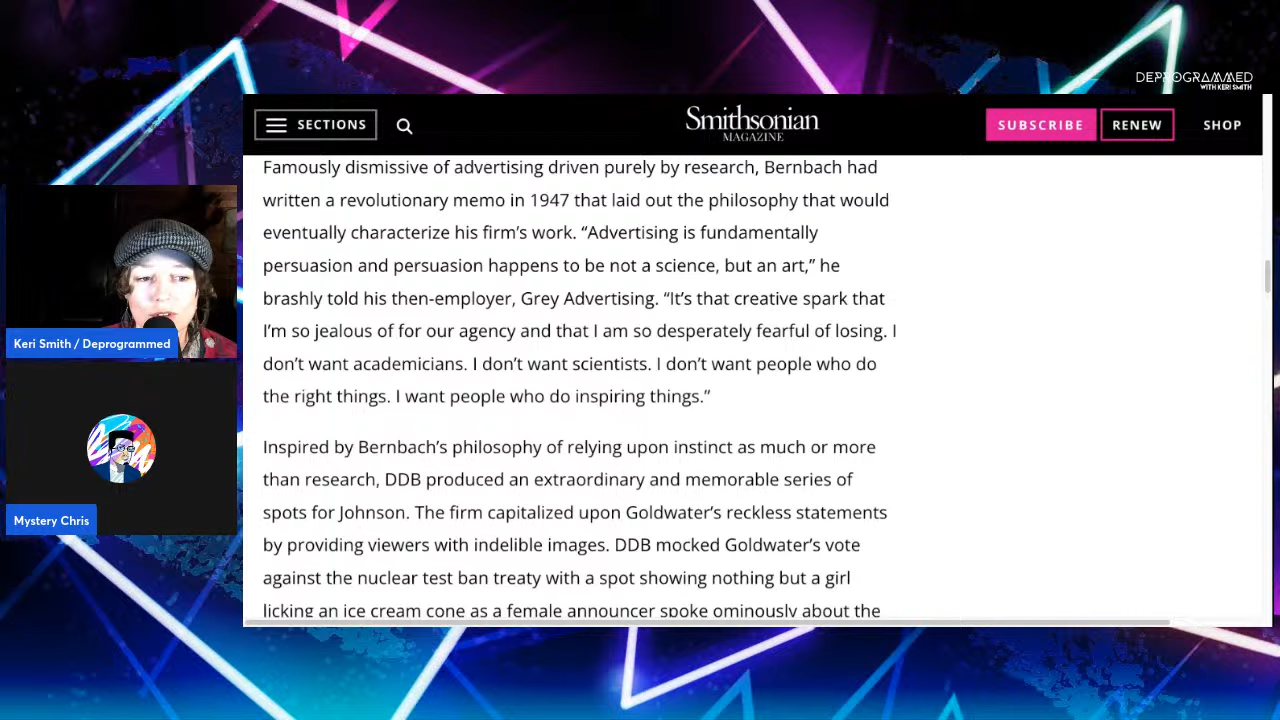 DEPROGRAMMED
WITH KERI SMITH
SECTIONS
Smithsonian
MAGAZINE
SUBSCRIBE
RENEW
SHOP
Famously dismissive of advertising driven purely by research, Bernbach had
written a revolutionary memo in 1947 that laid out the philosophy that would
eventually characterize his firm’s work. “Advertising is fundamentally
persuasion and persuasion happens to be not a science, but an art,” he
brashly told his then-employer, Grey Advertising. “It’s that creative spark that
I’m so jealous of for our agency and that I am so desperately fearful of losing. I
don’t want academicians. I don’t want scientists. I don’t want people who do
the right things. I want people who do inspiring things.”
Inspired by Bernbach’s philosophy of relying upon instinct as much or more
than research, DDB produced an extraordinary and memorable series of
spots for Johnson. The firm capitalized upon Goldwater’s reckless statements
by providing viewers with indelible images. DDB mocked Goldwater’s vote
against the nuclear test ban treaty with a spot showing nothing but a girl
licking an ice cream cone as a female announcer spoke ominously about the
Keri Smith / Deprogrammed
Mystery Chris